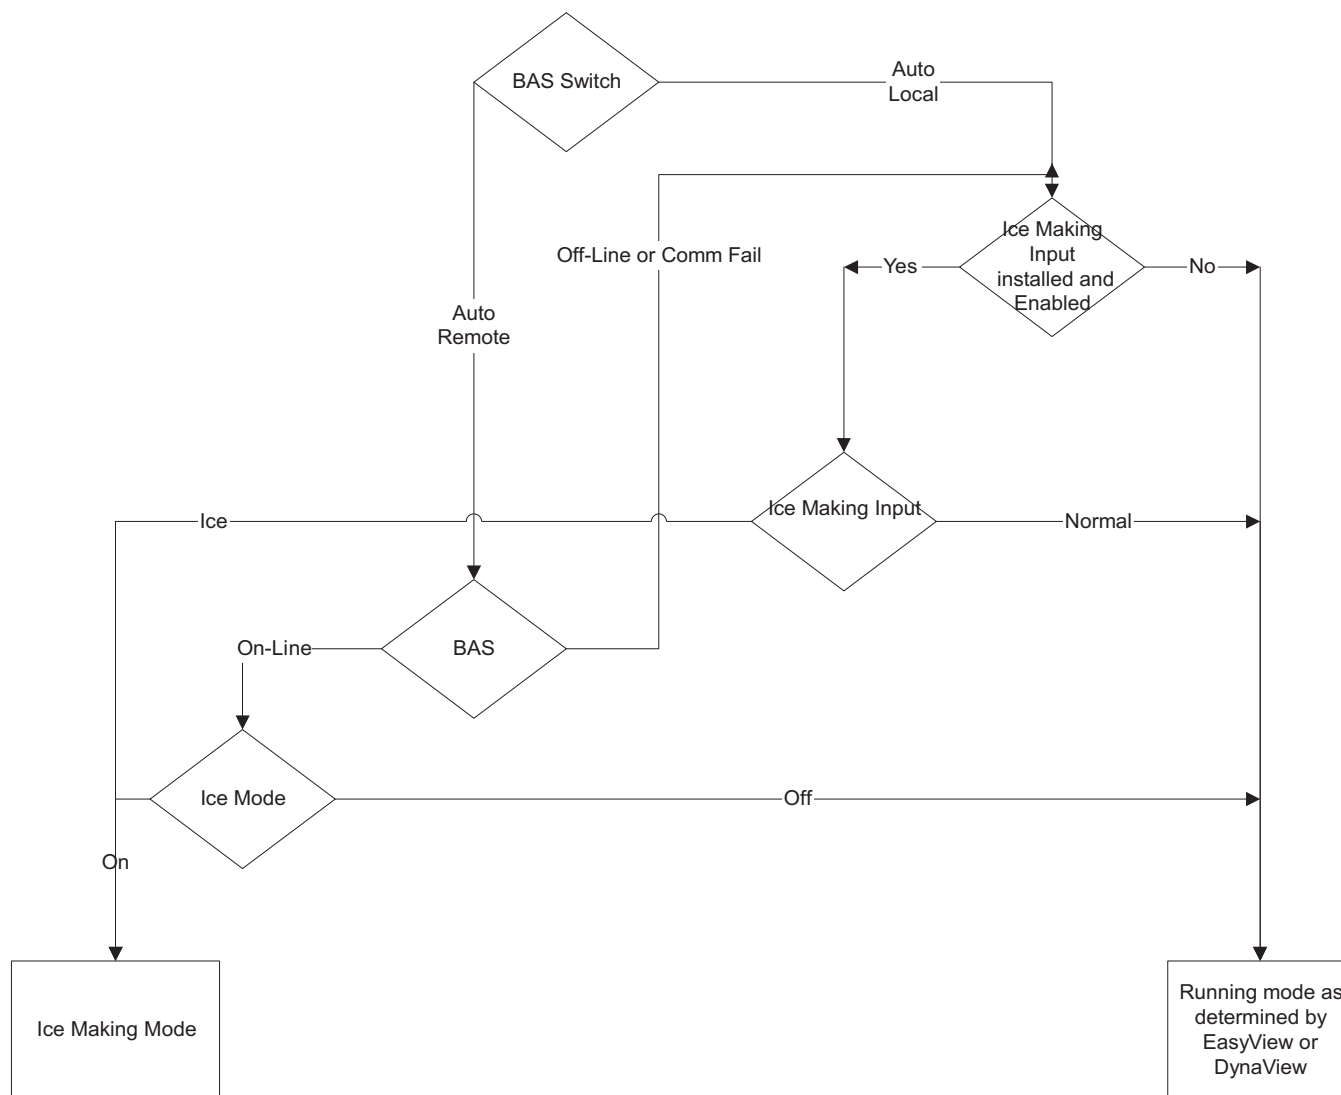 BAS Switch
Auto
Local
Off-Line or Comm Fail
Ice Making
Input
installed and
Enabled
Yes
No
Auto
Remote
Ice Making Input
Ice
Normal
On-Line
BAS
Ice Mode
Off
On
Ice Making Mode
Running mode as
determined by
EasyView or
DynaView